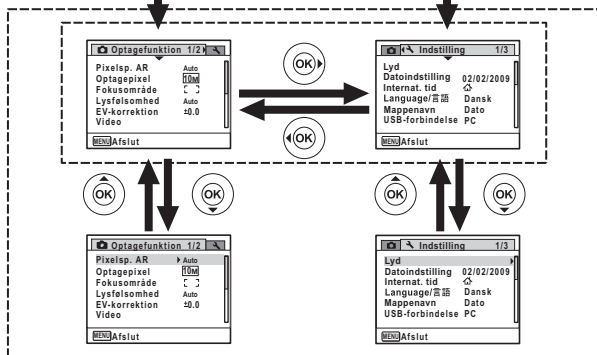 Optagefunktion 1/2
Pixelsp. AR Auto
Optagepixel 10M
Fokusområde
Lysfølsomhed Auto
EV-korrektion ±0.0
Video
MENU Afslut
OK
OK
Indstilling 1/3
Lyd
Datoindstilling 02/02/2009
Internat. tid
Language/言語 Dansk
Mappenavn Dato
USB-forbindelse PC
MENU Afslut
OK
OK
OK
OK
Optagefunktion 1/2
Pixelsp. AR Auto
Optagepixel 10M
Fokusområde
Lysfølsomhed Auto
EV-korrektion ±0.0
Video
MENU Afslut
Indstilling 1/3
Lyd
Datoindstilling 02/02/2009
Internat. tid
Language/言語 Dansk
Mappenavn Dato
USB-forbindelse PC
MENU Afslut